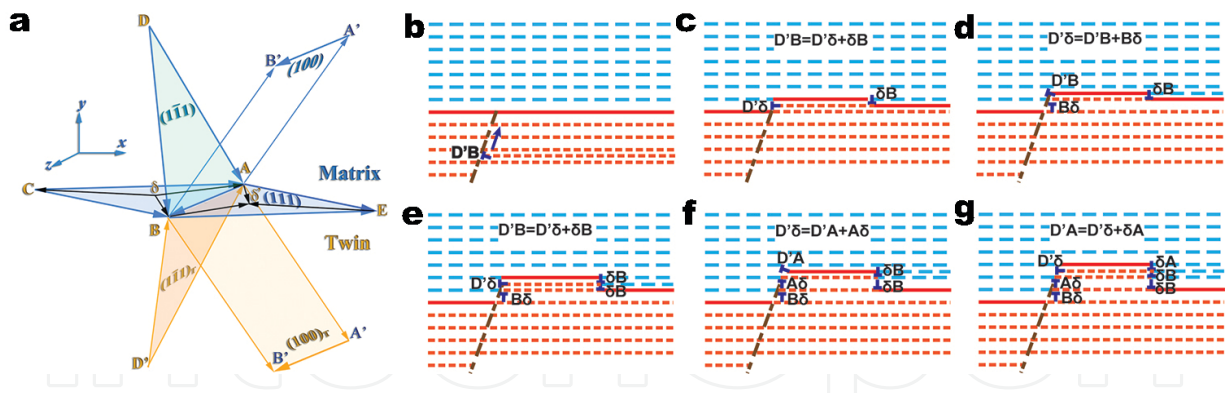 a
D
A'
B'
(100)
(11̄1)
y
x
z
Matrix
C
δ
A
δ'
(111̄)
E
B
Twin
(11̄1)T
D'
B'
(100)T
A'
b
D'B
c
D'B=D'δ+δB
D'δ
δB
d
D'δ=D'B+Bδ
D'B
δB
Bδ
e
D'B=D'δ+δB
D'δ
δB
δB
Bδ
f
D'δ=D'A+Aδ
D'A
δB
Aδ
δB
Bδ
g
D'A=D'δ+δA
D'δ
δA
δB
Aδ
δB
Bδ